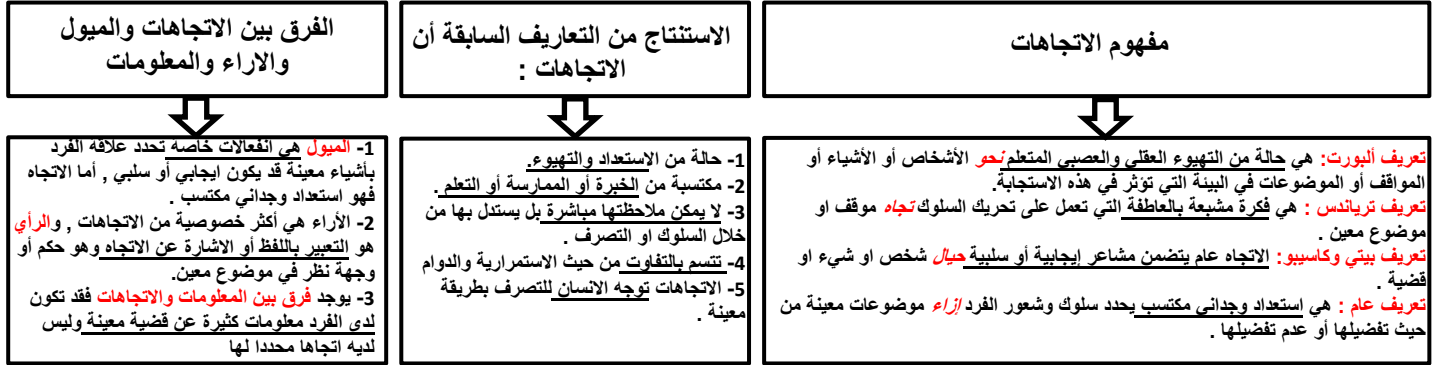 مفهوم الاتجاهات
تعريف ألبورت: هي حالة من التهيوء العقلي والعصبي المتعلم نحو الأشخاص أو الأشياء أو
المواقف أو الموضوعات في البيئة التي تؤثر في هذه الاستجابة.
تعريف ترياندس : هي فكرة مشبعة بالعاطفة التي تعمل على تحريك السلوك تجاه موقف او
موضوع معين .
تعريف بيتي وكاسيبو: الاتجاه عام يتضمن مشاعر إيجابية أو سلبية حيال شخص او شيء او
قضية .
تعريف عام : هي استعداد وجداني مكتسب يحدد سلوك وشعور الفرد إزاء موضوعات معينة من
حيث تفضيلها أو عدم تفضيلها .
الاستنتاج من التعاريف السابقة أن
الاتجاهات :
1- حالة من الاستعداد والتهيوء.
2- مكتسبة من الخبرة أو الممارسة أو التعلم .
3- لا يمكن ملاحظتها مباشرة بل يستدل بها من
خلال السلوك او التصرف .
4- تتسم بالتفاوت من حيث الاستمرارية والدوام
5- الاتجاهات توجه الانسان للتصرف بطريقة
معينة .
الفرق بين الاتجاهات والميول
والاراء والمعلومات
1- الميول هي انفعالات خاصة تحدد علاقة الفرد
بأشياء معينة قد يكون ايجابي أو سلبي , أما الاتجاه
فهو استعداد وجداني مكتسب .
2- الأراء هي أكثر خصوصية من الاتجاهات , والرأي
هو التعبير باللفظ أو الاشارة عن الاتجاه وهو حكم أو
وجهة نظر في موضوع معين.
3- يوجد فرق بين المعلومات والاتجاهات فقد تكون
لدى الفرد معلومات كثيرة عن قضية معينة وليس
لديه اتجاها محددا لها